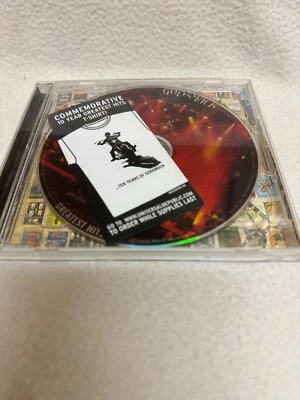 GODSMACK
COMMEMORATIVE
10 YEAR GREATEST HITS
T-SHIRT!
...TEN YEARS OF GODSMACK
GO TO WWW.UNIVERSALREPUBLIC.COM
TO ORDER WHILE SUPPLIES LAST
GREATEST HIT